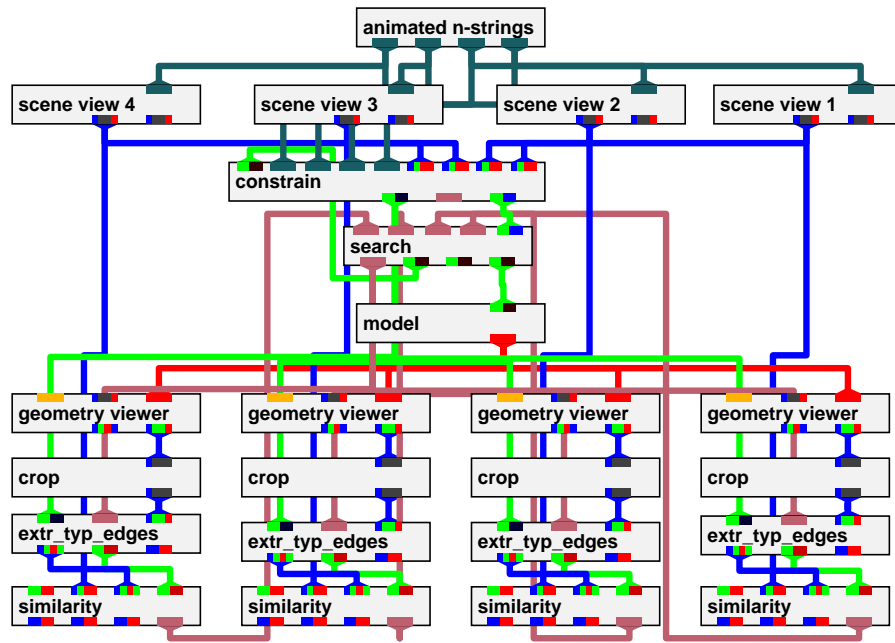 animated n-strings
scene view 4
scene view 3
scene view 2
scene view 1
constrain
search
model
geometry viewer
geometry viewer
geometry viewer
geometry viewer
crop
crop
crop
crop
extr_typ_edges
extr_typ_edges
extr_typ_edges
extr_typ_edges
similarity
similarity
similarity
similarity